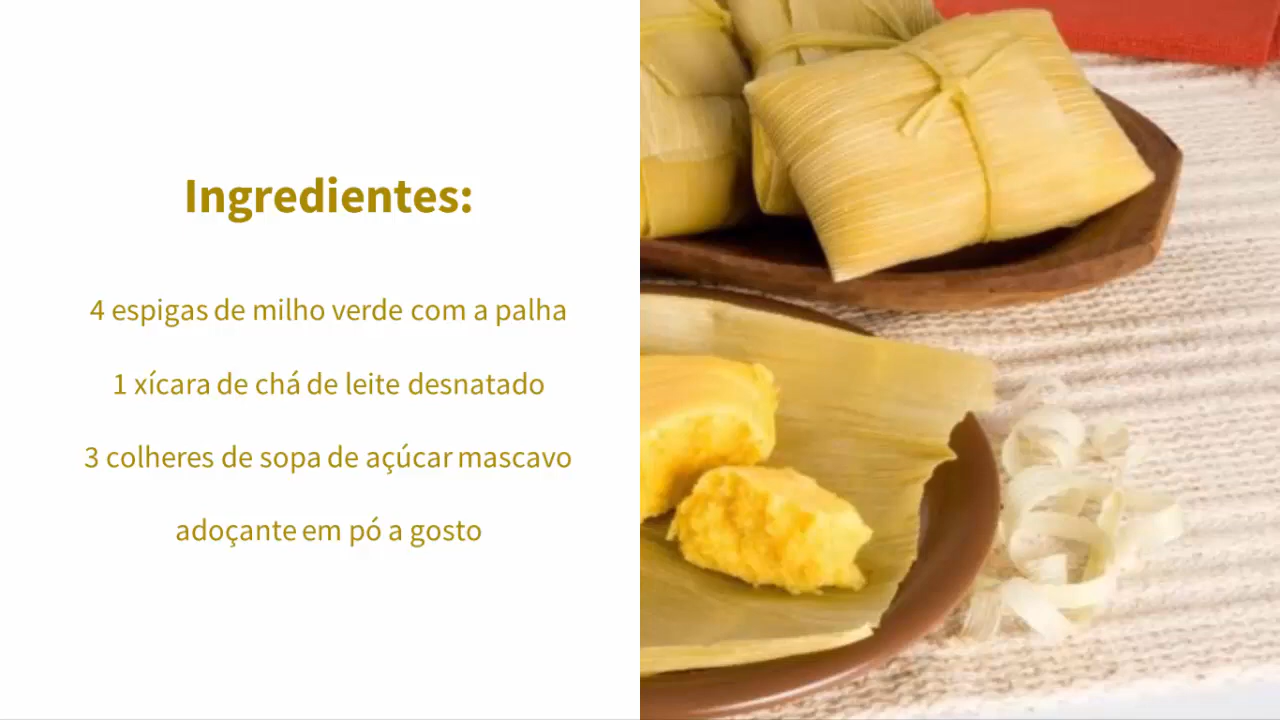 Ingredientes:
4 espigas de milho verde com a palha
1 xícara de chá de leite desnatado
3 colheres de sopa de açúcar mascavo
adoçante em pó a gosto